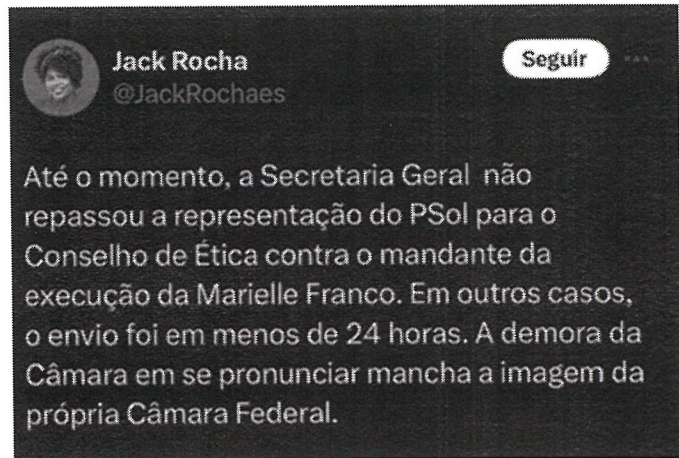 Jack Rocha
Seguir
@JackRochaes
Até o momento, a Secretaria Geral não
repassou a representação do PSol para o
Conselho de Ética contra o mandante da
execução da Marielle Franco. Em outros casos,
o envio foi em menos de 24 horas. A demora da
Câmara em se pronunciar mancha a imagem da
própria Câmara Federal.